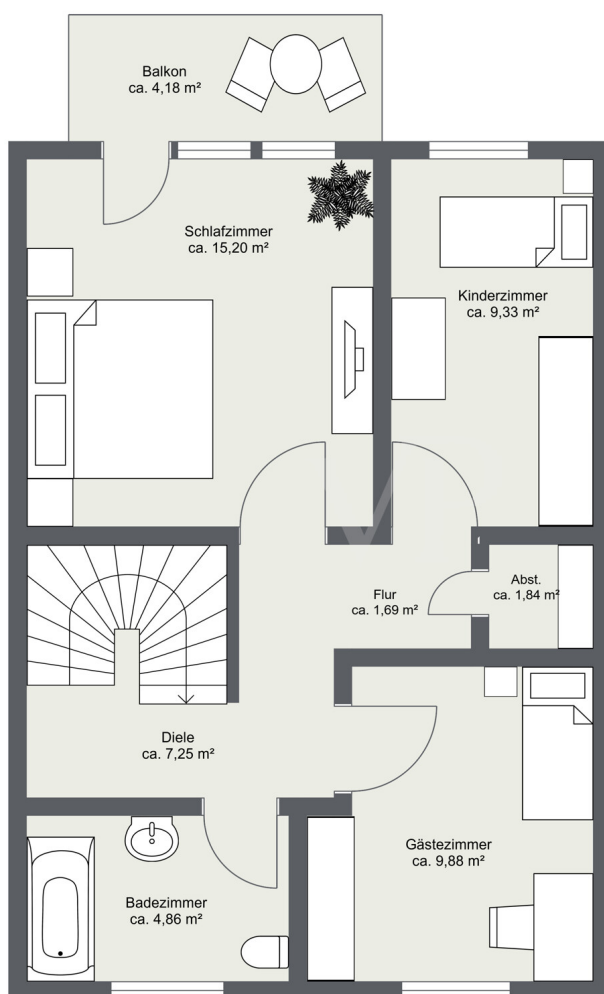 Balkon
ca. 4,18 m²
Schlafzimmer
ca. 15,20 m²
Kinderzimmer
ca. 9,33 m²
Flur
ca. 1,69 m²
Abst.
ca. 1,84 m²
Diele
ca. 7,25 m²
Gästezimmer
ca. 9,88 m²
Badezimmer
ca. 4,86 m²